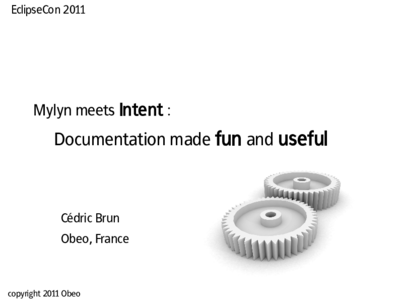 EclipseCon 2011
Mylyn meets Intent :
Documentation made fun and useful
Cédric Brun
Obeo, France
copyright 2011 Obeo